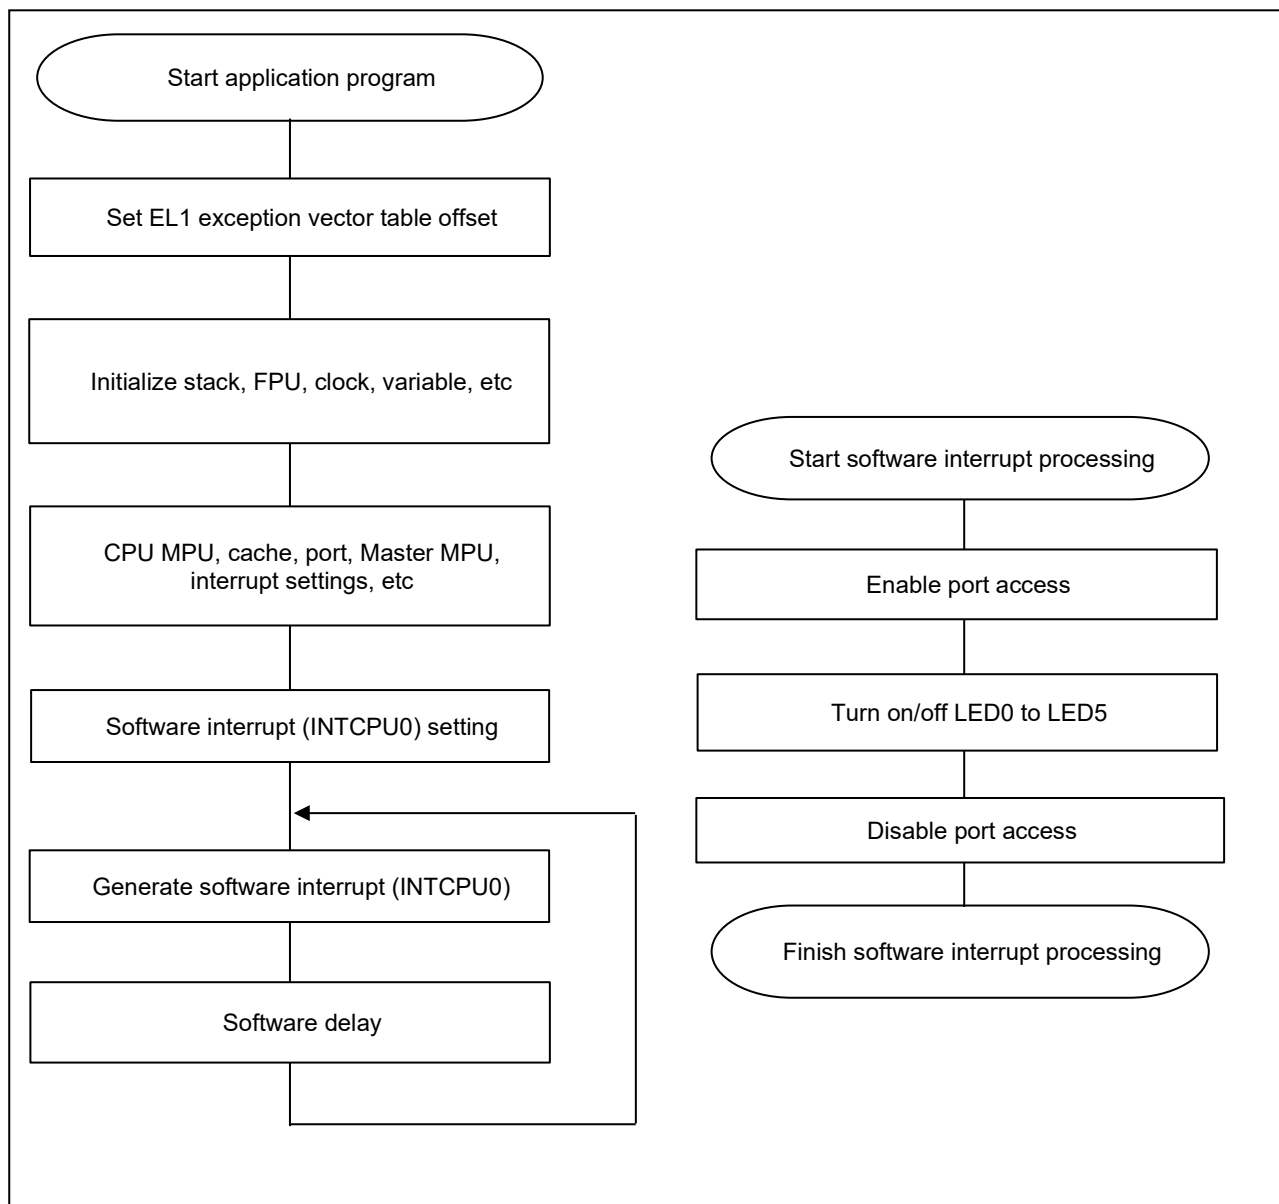 Start application program
Set EL1 exception vector table offset
Initialize stack, FPU, clock, variable, etc
CPU MPU, cache, port, Master MPU,
interrupt settings, etc
Software interrupt (INTCPU0) setting
Generate software interrupt (INTCPU0)
Software delay
Start software interrupt processing
Enable port access
Turn on/off LED0 to LED5
Disable port access
Finish software interrupt processing